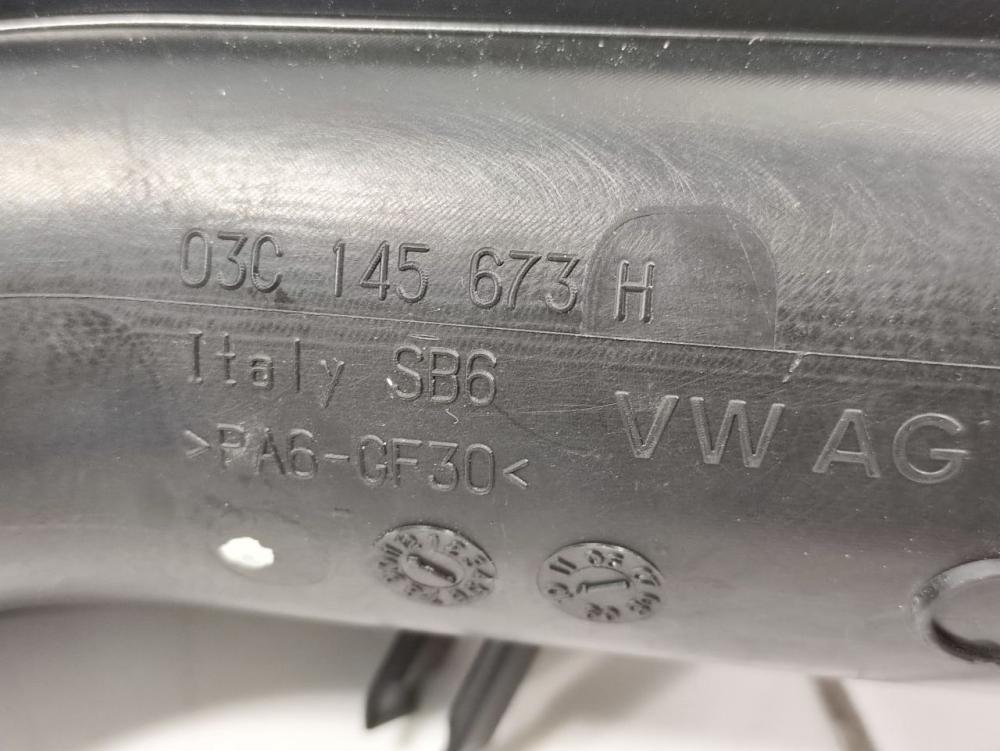 03C 145 673 H
Italy SB6
VW AG
>PA6-GF30<